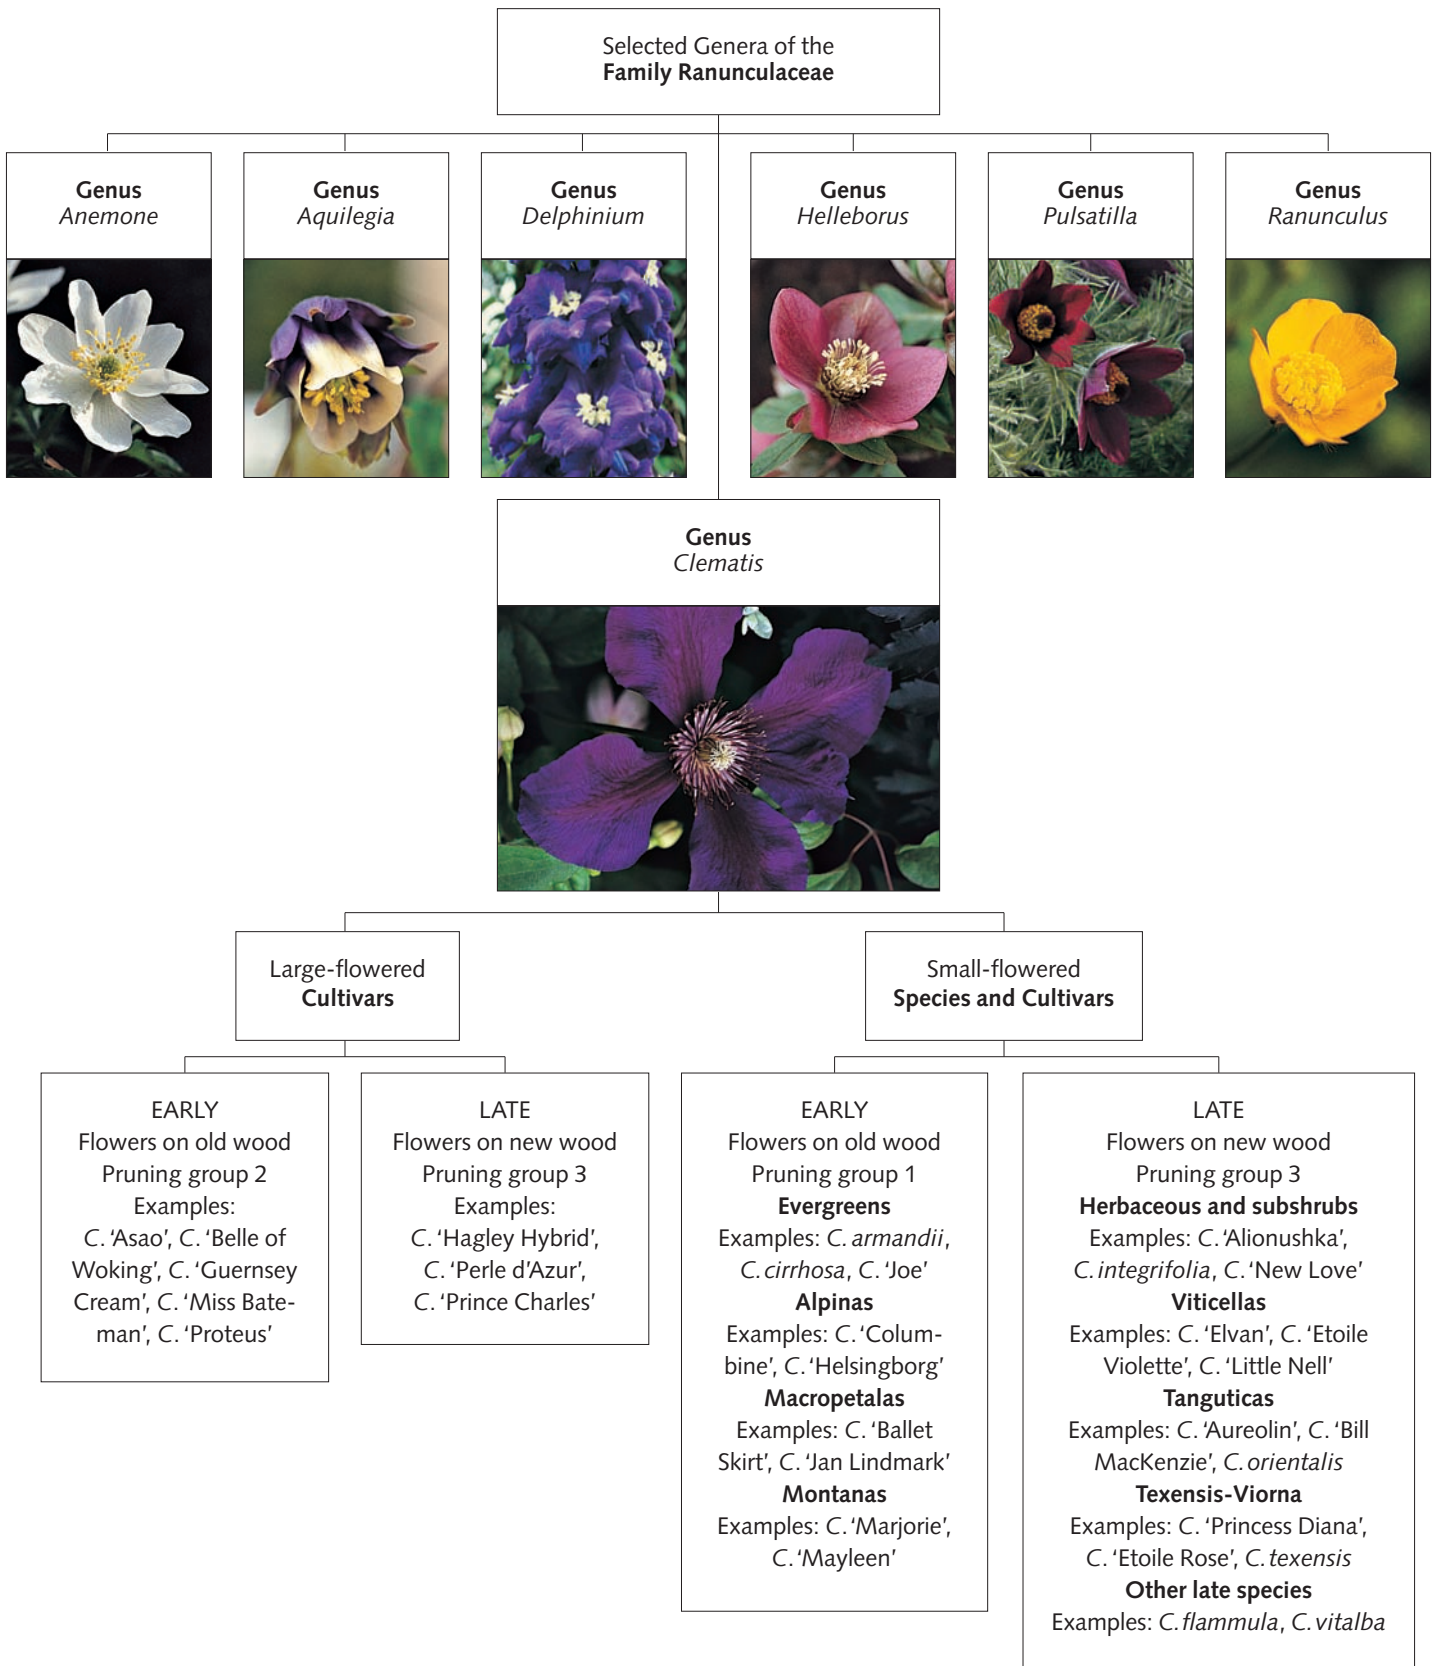 Selected Genera of the
Family Ranunculaceae
Genus
Anemone
Genus
Aquilegia
Genus
Delphinium
Genus
Helleborus
Genus
Pulsatilla
Genus
Ranunculus
Genus
Clematis
Large-flowered
Cultivars
Small-flowered
Species and Cultivars
EARLY
Flowers on old wood
Pruning group 2
Examples:
C. ‘Asao’, C. ‘Belle of
Woking’, C. ‘Guernsey
Cream’, C. ‘Miss Bate-
man’, C. ‘Proteus’
LATE
Flowers on new wood
Pruning group 3
Examples:
C. ‘Hagley Hybrid’,
C. ‘Perle d’Azur’,
C. ‘Prince Charles’
EARLY
Flowers on old wood
Pruning group 1
Evergreens
Examples: C. armandii,
C. cirrhosa, C. ‘Joe’
Alpinas
Examples: C. ‘Colum-
bine’, C. ‘Helsingborg’
Macropetalas
Examples: C. ‘Ballet
Skirt’, C. ‘Jan Lindmark’
Montanas
Examples: C. ‘Marjorie’,
C. ‘Mayleen’
LATE
Flowers on new wood
Pruning group 3
Herbaceous and subshrubs
Examples: C. ‘Alionushka’,
C. integrifolia, C. ‘New Love’
Viticellas
Examples: C. ‘Elvan’, C. ‘Etoile
Violette’, C. ‘Little Nell’
Tanguticas
Examples: C. ‘Aureolin’, C. ‘Bill
MacKenzie’, C. orientalis
Texensis-Viorna
Examples: C. ‘Princess Diana’,
C. ‘Etoile Rose’, C. texensis
Other late species
Examples: C. flammula, C. vitalba